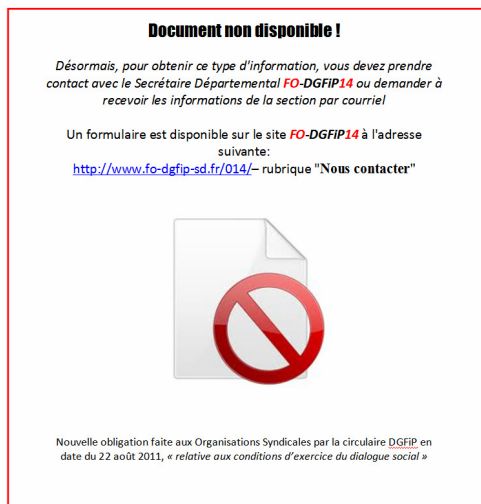 Document non disponible !
Désormais, pour obtenir ce type d'information, vous devez prendre
contact avec le Secrétaire Départemental FO-DGFiP14 ou demander à
recevoir les informations de la section par courriel
Un formulaire est disponible sur le site FO-DGFIP14 à l'adresse
suivante:
http://www.fo-dgfip-sd.fr/014/– rubrique "Nous contacter"
Nouvelle obligation faite aux Organisations Syndicales par la circulaire DGFiP en
date du 22 août 2011, « relative aux conditions d'exercice du dialogue social »